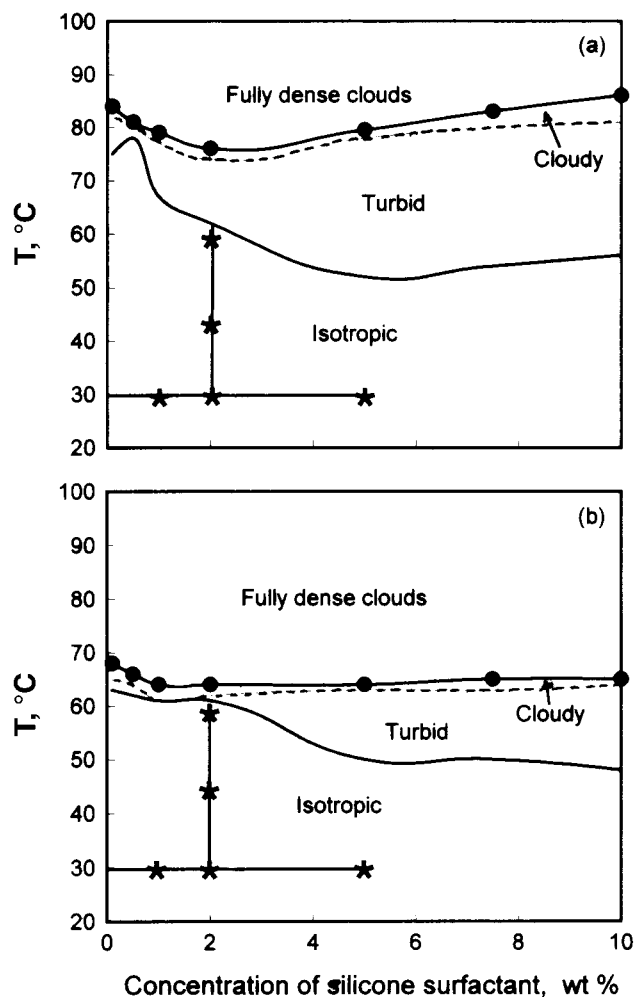 100
(a)
90
Fully dense clouds
80
Cloudy
70
Turbid
T, °C
60
50
Isotropic
40
30
20
100
(b)
90
80
Fully dense clouds
70
Cloudy
60
Turbid
T, °C
50
Isotropic
40
30
20
0 2 4 6 8 10
Concentration of silicone surfactant, wt %